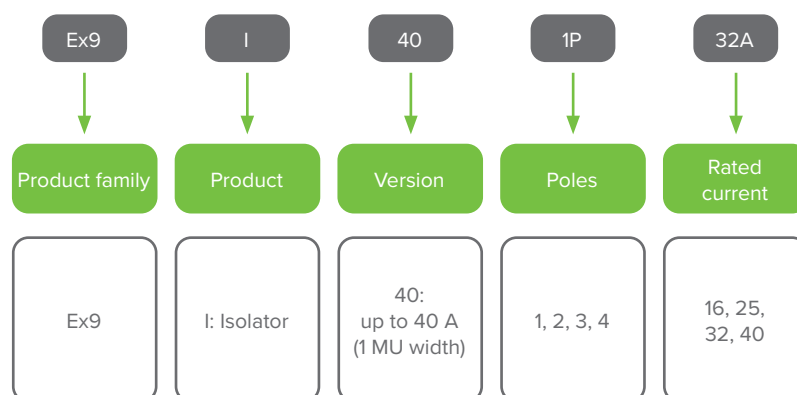 Ex9
I
40
1P
32A
Product family
Product
Version
Poles
Rated
current
Ex9
I: Isolator
40:
up to 40 A
(1 MU width)
1, 2, 3, 4
16, 25,
32, 40